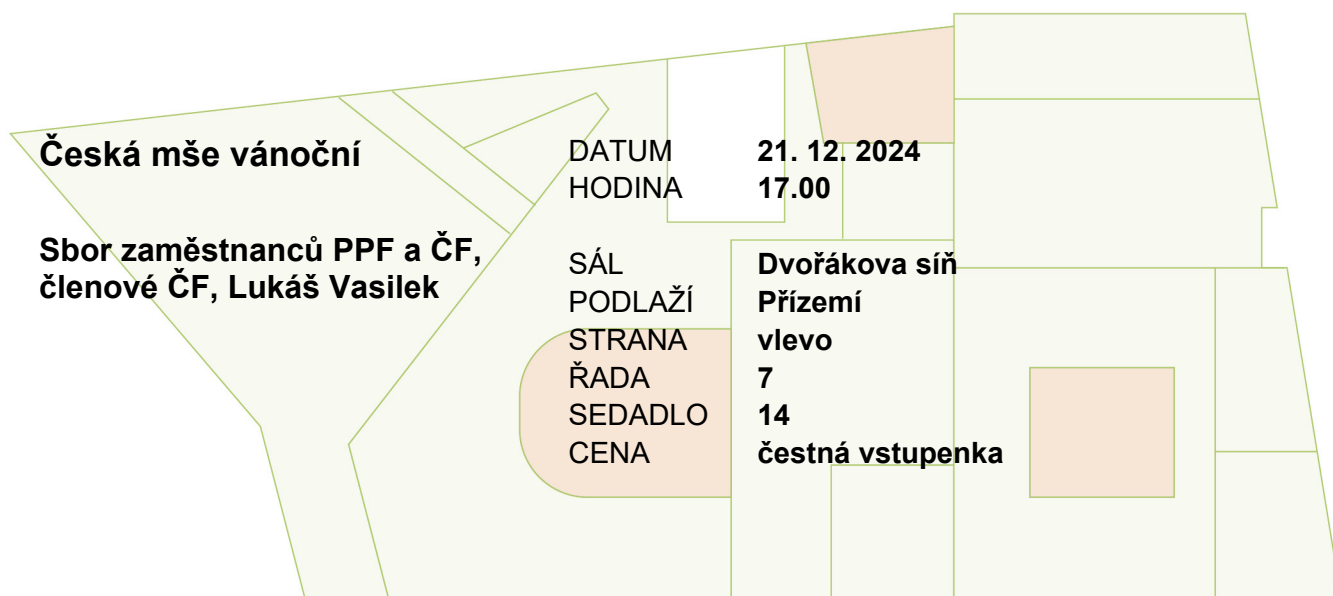 Česká mše vánoční
Sbor zaměstnanců PPF a ČF,
členové ČF, Lukáš Vasilek
DATUM 21. 12. 2024
HODINA 17.00
SÁL Dvořákova síň
PODLAŽÍ Přízemí
STRANA vlevo
ŘADA 7
SEDADLO 14
CENA čestná vstupenka